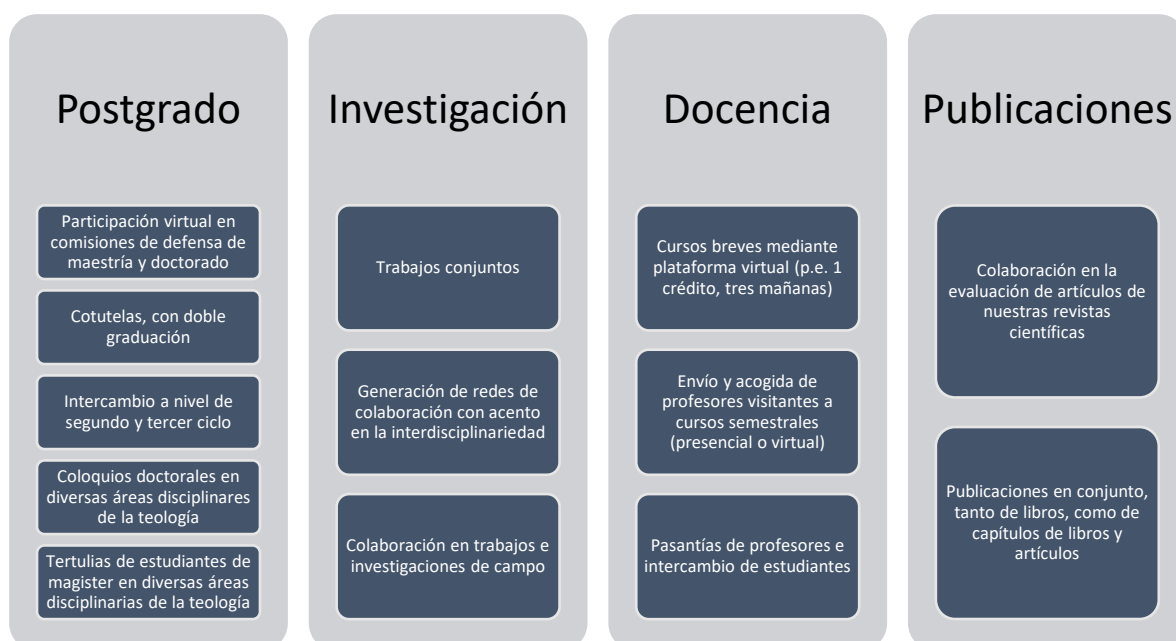 Postgrado
Participación virtual en
comisiones de defensa de
maestría y doctorado
Cotutelas, con doble
graduación
Intercambio a nivel de
segundo y tercer ciclo
Coloquios doctorales en
diversas áreas disciplinares
de la teología
Tertulias de estudiantes de
magister en diversas áreas
disciplinarias de la teología
Investigación
Trabajos conjuntos
Generación de redes de
colaboración con acento
en la interdisciplinariedad
Colaboración en trabajos e
investigaciones de campo
Docencia
Cursos breves mediante
plataforma virtual (p.e. 1
crédito, tres mañanas)
Envío y acogida de
profesores visitantes a
cursos semestrales
(presencial o virtual)
Pasantías de profesores e
intercambio de estudiantes
Publicaciones
Colaboración en la
evaluación de artículos de
nuestras revistas
científicas
Publicaciones en conjunto,
tanto de libros, como de
capítulos de libros y
artículos